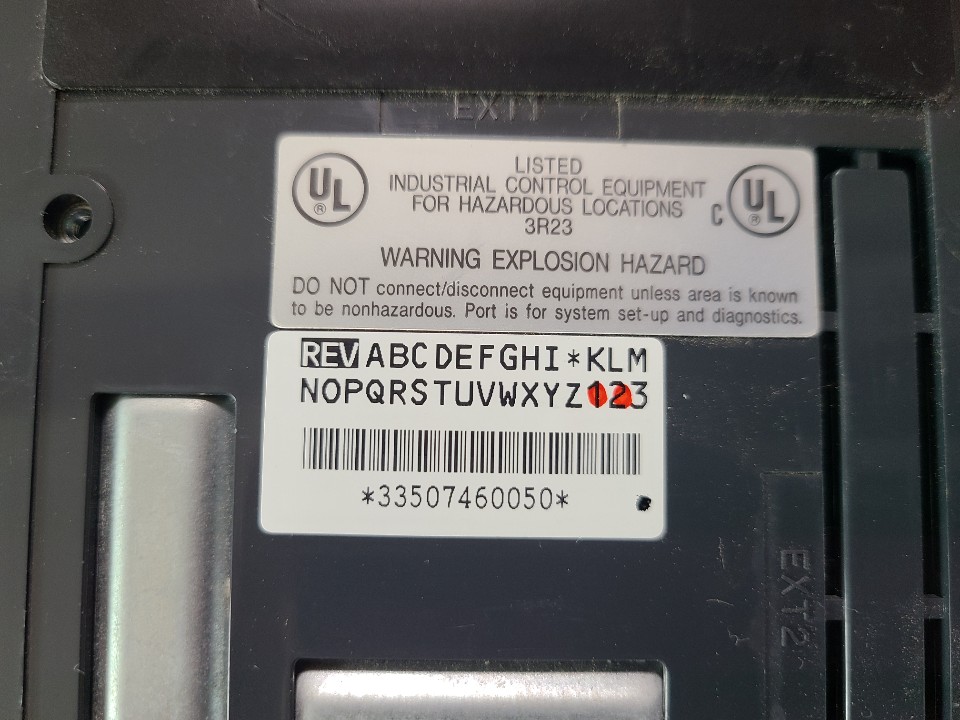 EXIT
LISTED
UL ® INDUSTRIAL CONTROL EQUIPMENT C UL ®
FOR HAZARDOUS LOCATIONS
3R23
WARNING EXPLOSION HAZARD
DO NOT connect/disconnect equipment unless area is known
to be nonhazardous. Port is for system set-up and diagnostics.
REV ABCDEFGHI*KLM
NOPQRSTUVWXYZ123
*33507460050*
EXT2